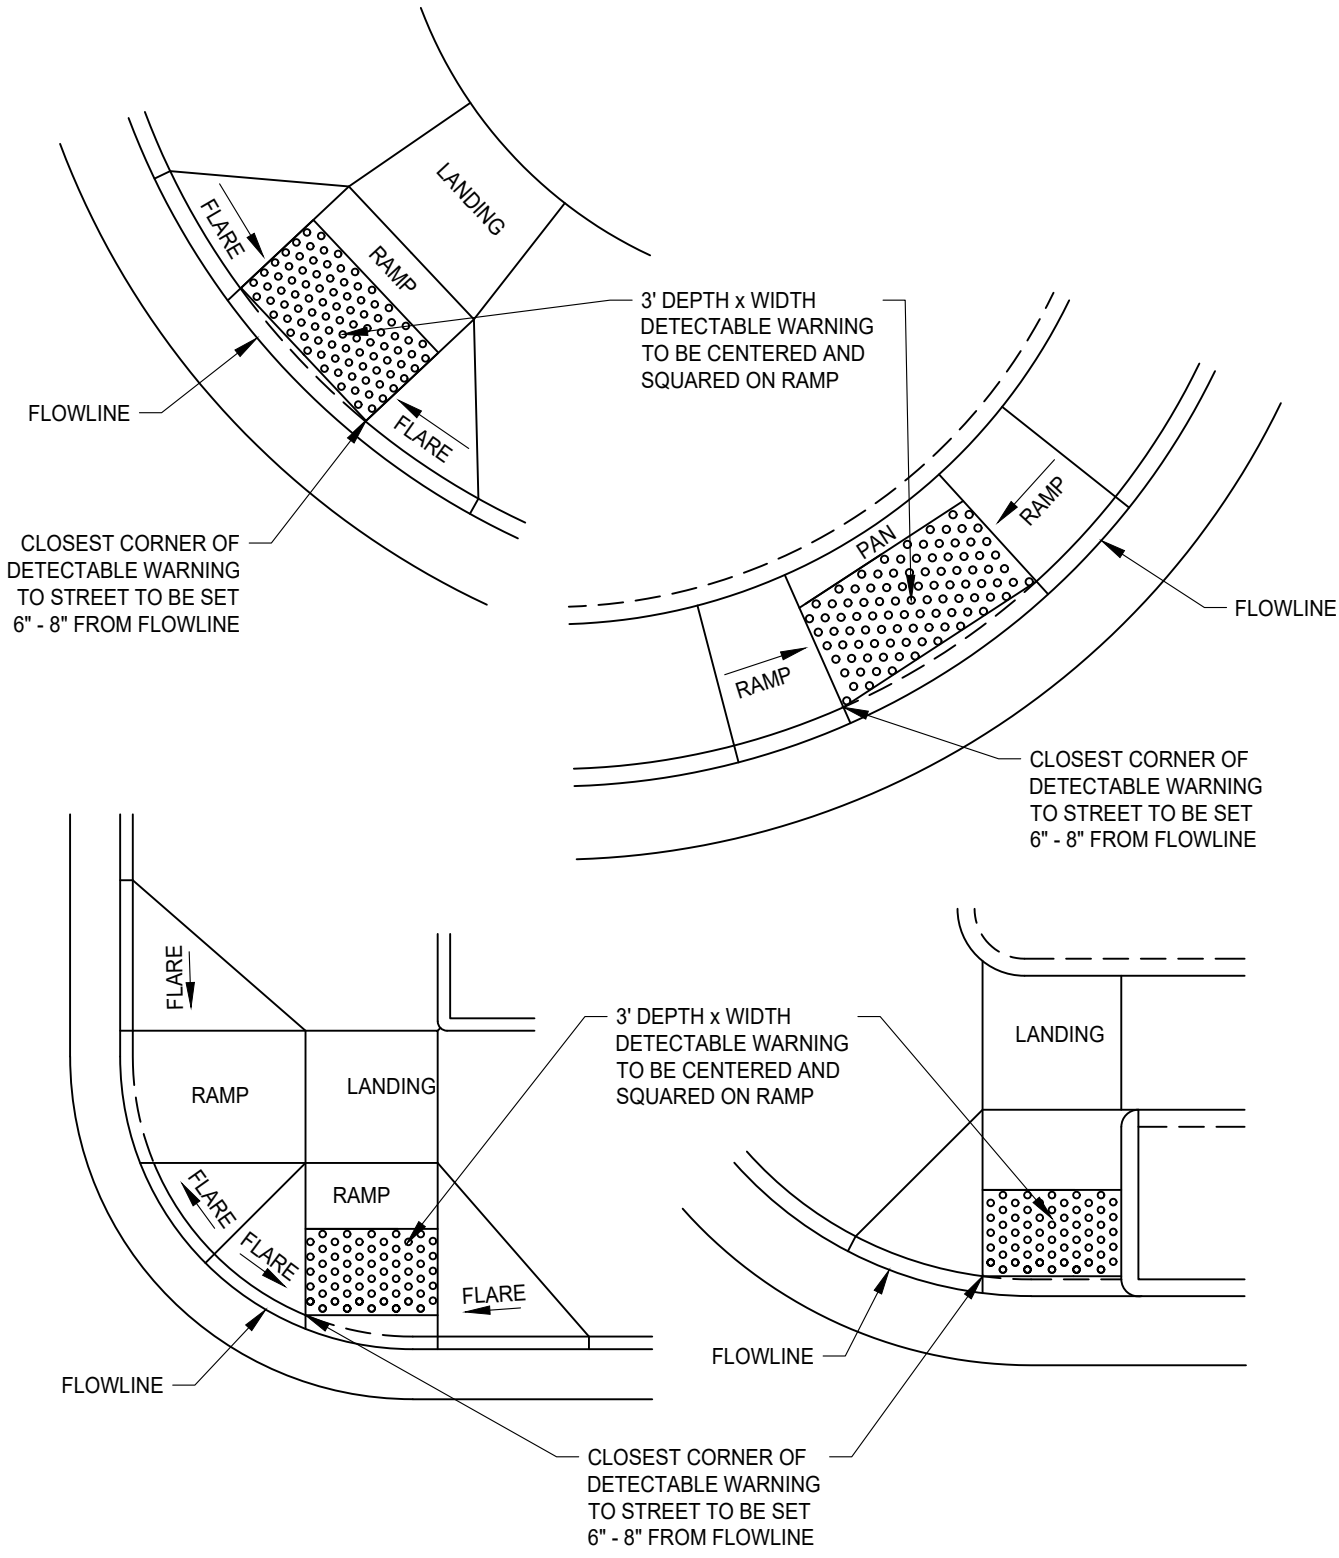 LANDING
FLARE
RAMP
FLARE
FLOWLINE
CLOSEST CORNER OF
DETECTABLE WARNING
TO STREET TO BE SET
6" - 8" FROM FLOWLINE
3' DEPTH x WIDTH
DETECTABLE WARNING
TO BE CENTERED AND
SQUARED ON RAMP
RAMP
PAN
RAMP
FLOWLINE
CLOSEST CORNER OF
DETECTABLE WARNING
TO STREET TO BE SET
6" - 8" FROM FLOWLINE
FLARE
RAMP
LANDING
FLARE
RAMP
FLARE
FLARE
FLOWLINE
3' DEPTH x WIDTH
DETECTABLE WARNING
TO BE CENTERED AND
SQUARED ON RAMP
LANDING
FLOWLINE
CLOSEST CORNER OF
DETECTABLE WARNING
TO STREET TO BE SET
6" - 8" FROM FLOWLINE